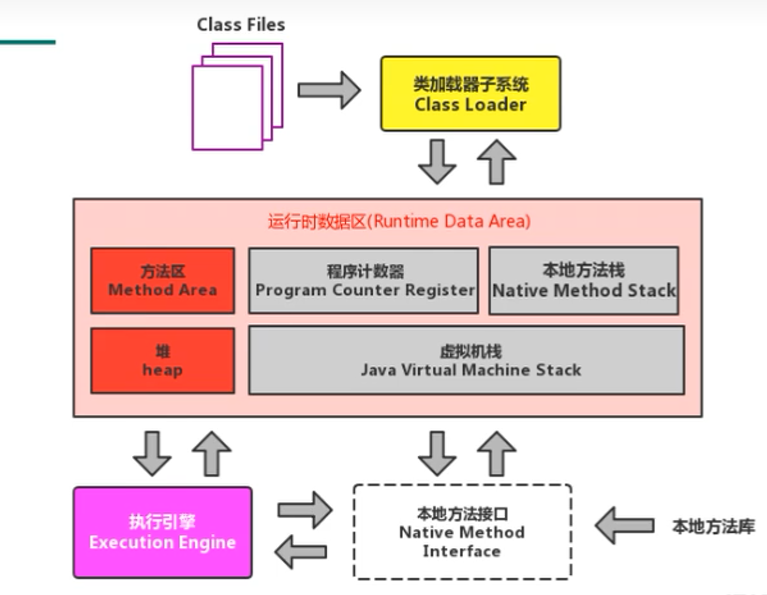 Class Files
类加载器子系统
Class Loader
运行时数据区(Runtime Data Area)
方法区
Method Area
程序计数器
Program Counter Register
本地方法栈
Native Method Stack
堆
heap
虚拟机栈
Java Virtual Machine Stack
执行引擎
Execution Engine
本地方法接口
Native Method
Interface
本地方法库